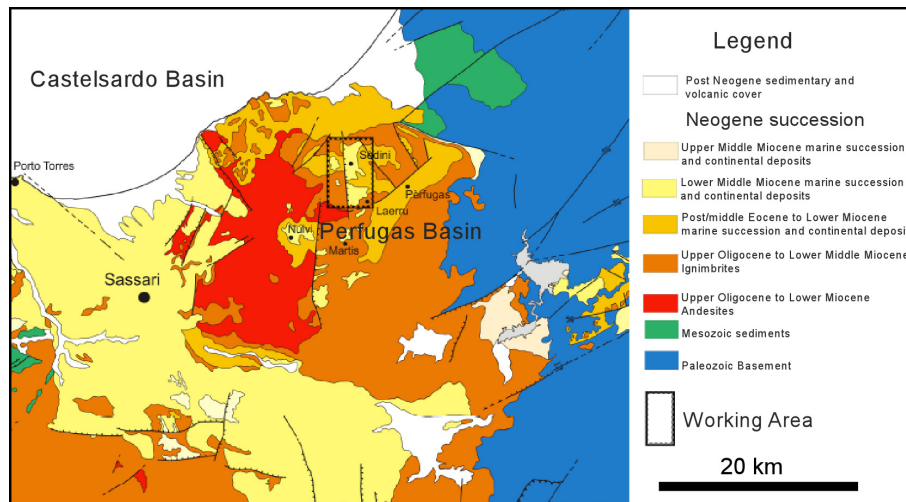 Castelsardo Basin
Porto Torres
Sedini
Pèrfugas
Laerru
Nulvi
Perfugas Basin
Martis
Sassari
Legend
Post Neogene sedimentary and
volcanic cover
Neogene succession
Upper Middle Miocene marine succession
and continental deposits
Lower Middle Miocene marine succession
and continental deposits
Post/middle Eocene to Lower Miocene
marine succession and continental deposi
Upper Oligocene to Lower Middle Miocene
Ignimbrites
Upper Oligocene to Lower Miocene
Andesites
Mesozoic sediments
Paleozoic Basement
Working Area
20 km